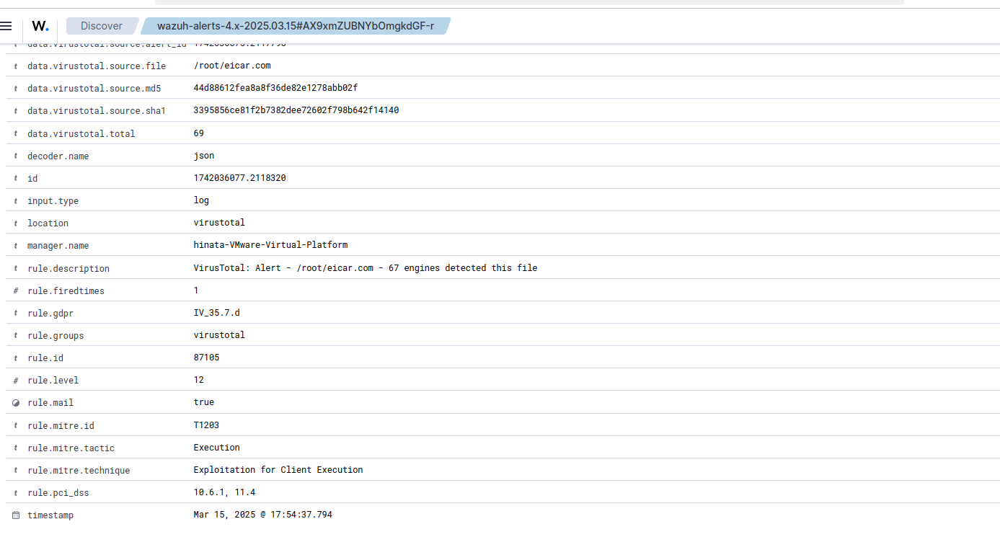 W.
Discover
wazuh-alerts-4.x-2025.03.15#AX9xmZUBNYbOmgkdGF-r
data.virustotal.source.alert_id
data.virustotal.source.file /root/eicar.com
data.virustotal.source.md5 44d88612fea8a8f36de82e1278abb02f
data.virustotal.source.sha1 3395856ce81f2b7382dee72602f798b642f14140
data.virustotal.total 69
decoder.name json
id 1742036077.2118320
input.type log
location virustotal
manager.name hinata-VMware-Virtual-Platform
rule.description VirusTotal: Alert - /root/eicar.com - 67 engines detected this file
rule.firedtimes 1
rule.gdpr IV_35.7.d
rule.groups virustotal
rule.id 87105
rule.level 12
rule.mail true
rule.mitre.id T1203
rule.mitre.tactic Execution
rule.mitre.technique Exploitation for Client Execution
rule.pci_dss 10.6.1, 11.4
timestamp Mar 15, 2025 @ 17:54:37.794